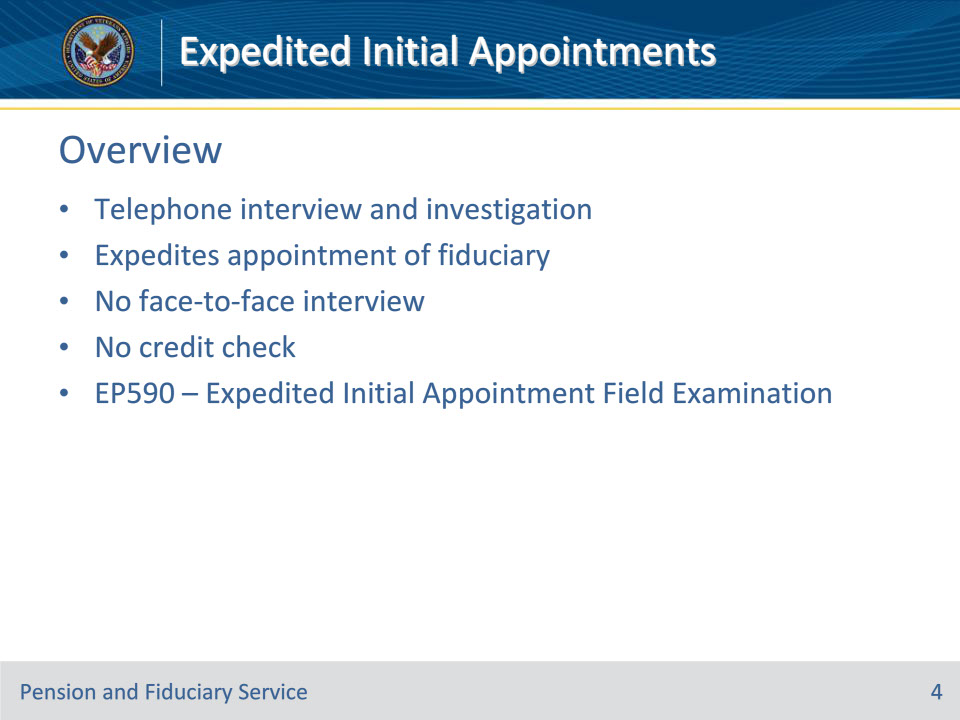 Expedited Initial Appointments
Overview
• Telephone interview and investigation
• Expedites appointment of fiduciary
• No face-to-face interview
• No credit check
• EP590 – Expedited Initial Appointment Field Examination
Pension and Fiduciary Service
4